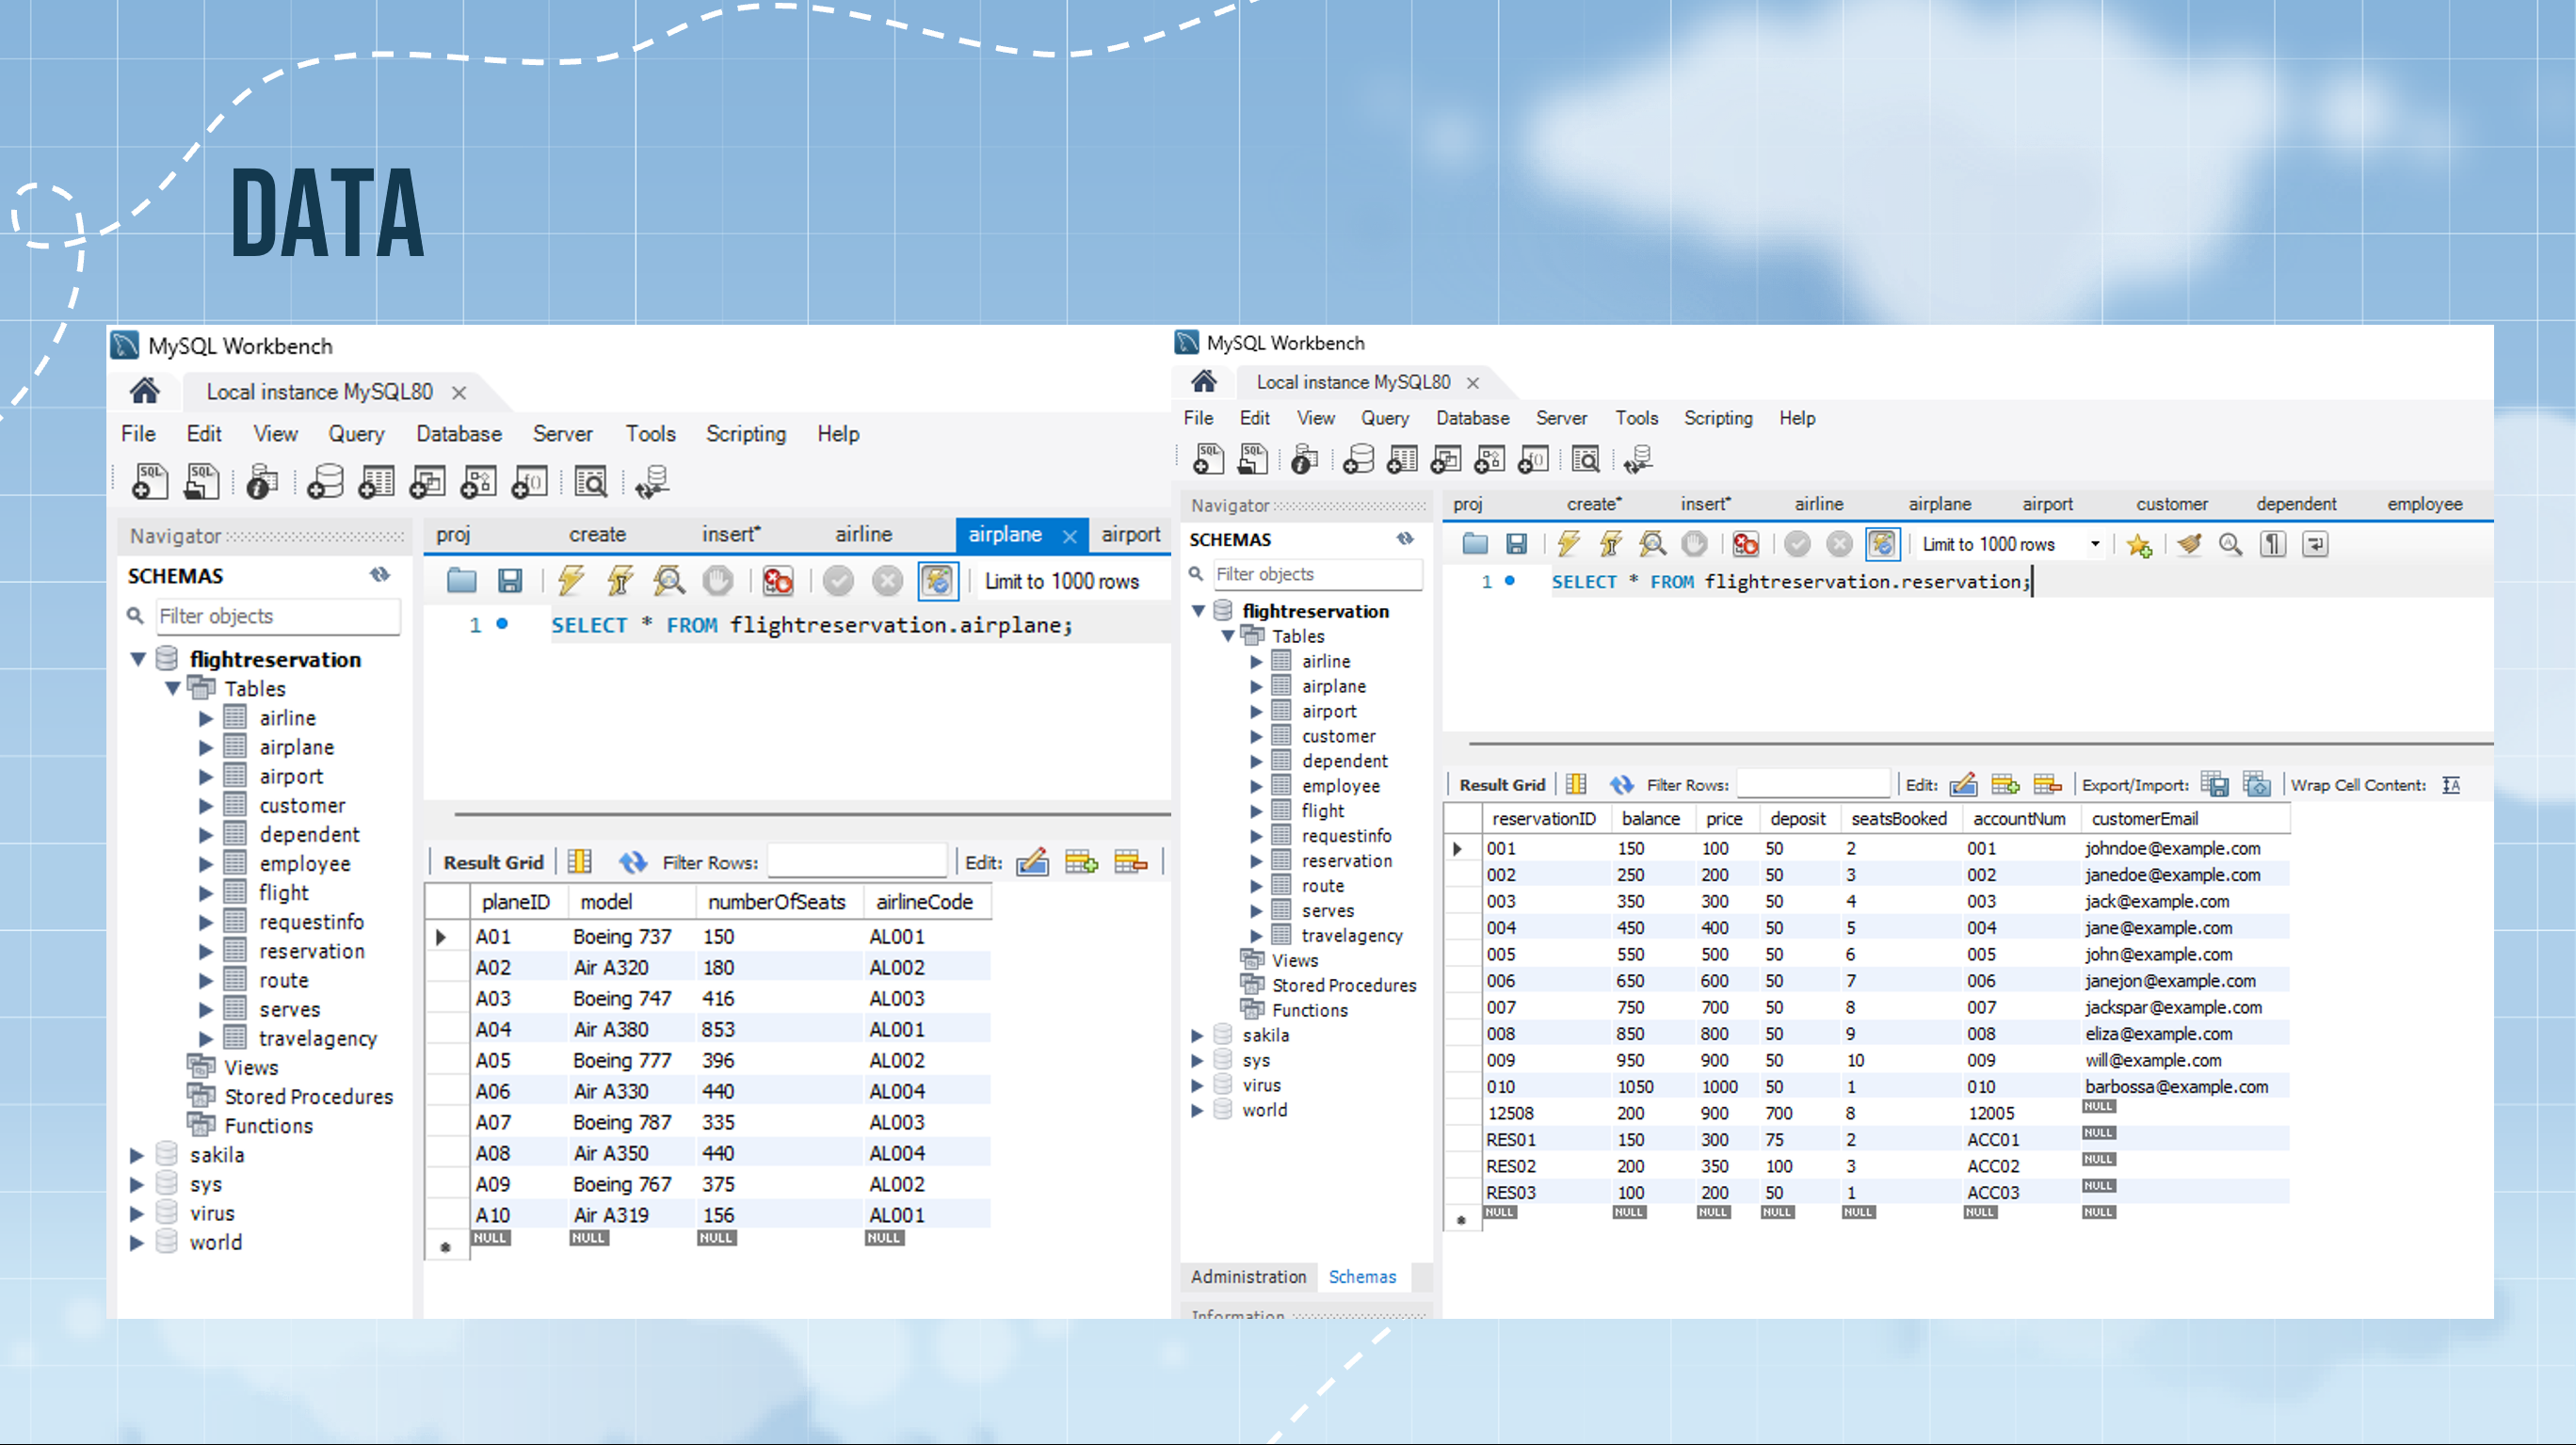 DATA
MySQL Workbench
Local instance MySQL80
File Edit View Query Database Server Tools Scripting Help
Navigator
SCHEMAS
Filter objects
flightreservation
Tables
airline
airplane
airport
customer
dependent
employee
flight
requestinfo
reservation
route
serves
travelagency
Views
Stored Procedures
Functions
sakila
sys
virus
world
proj create insert* airline airplane airport
Limit to 1000 rows
1 SELECT * FROM flightreservation.airplane;
Result Grid Filter Rows: Edit:
planeID model numberOfSeats airlineCode
A01 Boeing 737 150 AL001
A02 Air A320 180 AL002
A03 Boeing 747 416 AL003
A04 Air A380 853 AL001
A05 Boeing 777 396 AL002
A06 Air A330 440 AL004
A07 Boeing 787 335 AL003
A08 Air A350 440 AL004
A09 Boeing 767 375 AL002
A10 Air A319 156 AL001
NULL NULL NULL NULL
MySQL Workbench
Local instance MySQL80
File Edit View Query Database Server Tools Scripting Help
Navigator
SCHEMAS
Filter objects
flightreservation
Tables
airline
airplane
airport
customer
dependent
employee
flight
requestinfo
reservation
route
serves
travelagency
Views
Stored Procedures
Functions
sakila
sys
virus
world
Administration Schemas
Information
proj create* insert* airline airplane airport customer dependent employee
Limit to 1000 rows
1 SELECT * FROM flightreservation.reservation;
Result Grid Filter Rows: Edit: Export/Import: Wrap Cell Content:
reservationID balance price deposit seatsBooked accountNum customerEmail
001 150 100 50 2 001 johndoe@example.com
002 250 200 50 3 002 janedoe@example.com
003 350 300 50 4 003 jack@example.com
004 450 400 50 5 004 jane@example.com
005 550 500 50 6 005 john@example.com
006 650 600 50 7 006 janejon@example.com
007 750 700 50 8 007 jackspar@example.com
008 850 800 50 9 008 eliza@example.com
009 950 900 50 10 009 will@example.com
010 1050 1000 50 1 010 barbossa@example.com
12508 200 900 700 8 12005 NULL
RES01 150 300 75 2 ACC01 NULL
RES02 200 350 100 3 ACC02 NULL
RES03 100 200 50 1 ACC03 NULL
NULL NULL NULL NULL NULL NULL NULL